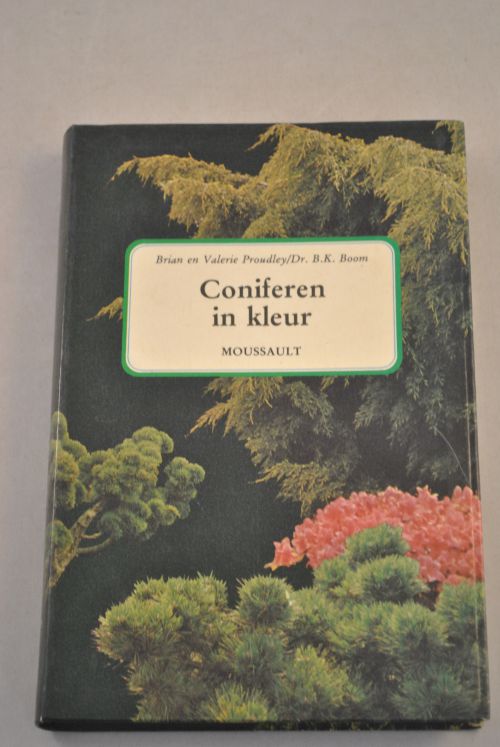 Brian en Valerie Proudley/Dr. B.K. Boom
Coniferen
in kleur
MOUSSAULT